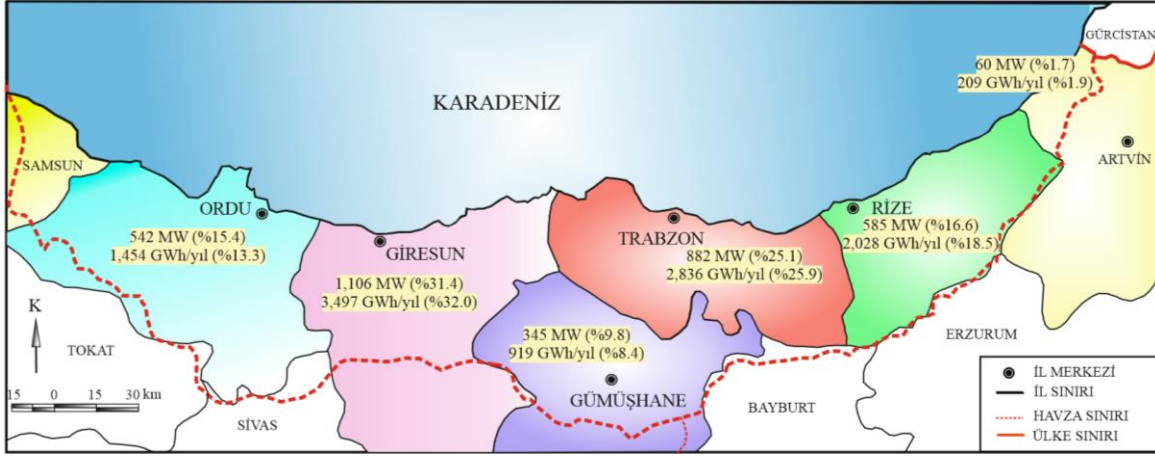 GÜRCİSTAN
60 MW (%1.7)
209 GWh/yıl (%1.9)
KARADENİZ
ARTVİN
SAMSUN
ORDU
542 MW (%15.4)
1,454 GWh/yıl (%13.3)
GİRESUN
1,106 MW (%31.4)
3,497 GWh/yıl (%32.0)
TRABZON
882 MW (%25.1)
2,836 GWh/yıl (%25.9)
RİZE
585 MW (%16.6)
2,028 GWh/yıl (%18.5)
345 MW (%9.8)
919 GWh/yıl (%8.4)
GÜMÜŞHANE
K
TOKAT
SİVAS
BAYBURT
ERZURUM
15 0 15 30 km
İL MERKEZİ
İL SINIRI
HAVZA SINIRI
ÜLKE SINIRI